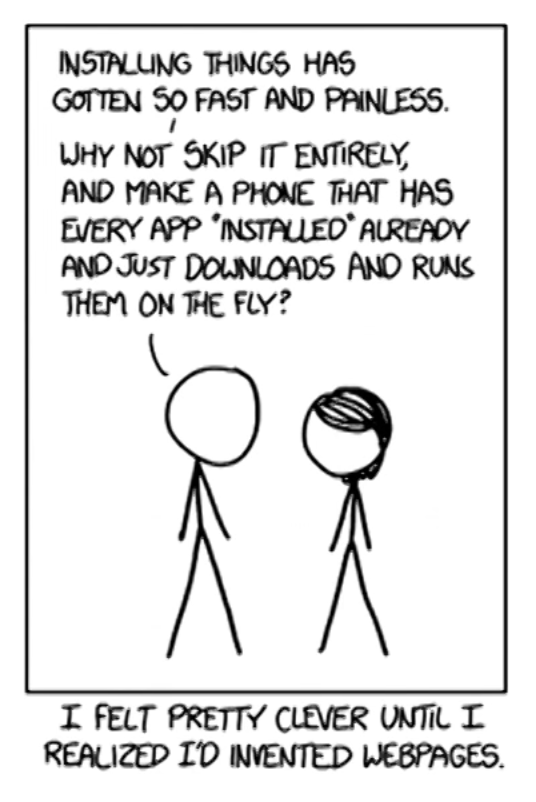 INSTALLING THINGS HAS
GOTTEN SO FAST AND PAINLESS.
WHY NOT SKIP IT ENTIRELY,
AND MAKE A PHONE THAT HAS
EVERY APP "INSTALLED" ALREADY
AND JUST DOWNLOADS AND RUNS
THEM ON THE FLY?
I FELT PRETTY CLEVER UNTIL I
REALIZED I'D INVENTED WEBPAGES.